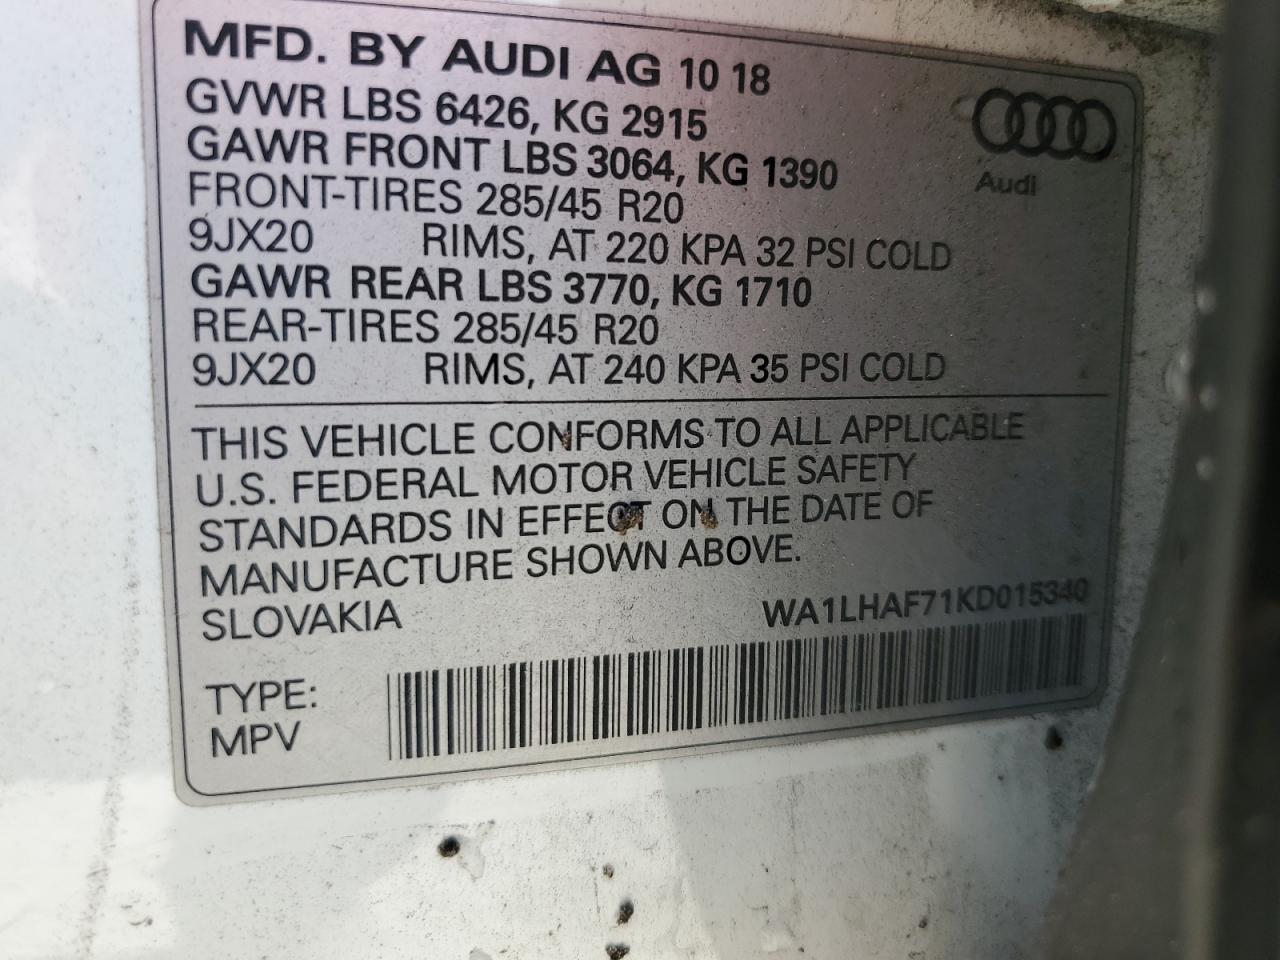 MFD. BY AUDI AG 10 18
GVWR LBS 6426, KG 2915
GAWR FRONT LBS 3064, KG 1390
FRONT-TIRES 285/45 R20
9JX20 RIMS, AT 220 KPA 32 PSI COLD
GAWR REAR LBS 3770, KG 1710
REAR-TIRES 285/45 R20
9JX20 RIMS, AT 240 KPA 35 PSI COLD
Audi
THIS VEHICLE CONFORMS TO ALL APPLICABLE
U.S. FEDERAL MOTOR VEHICLE SAFETY
STANDARDS IN EFFECT ON THE DATE OF
MANUFACTURE SHOWN ABOVE.
SLOVAKIA WA1LHAF71KD015340
TYPE:
MPV